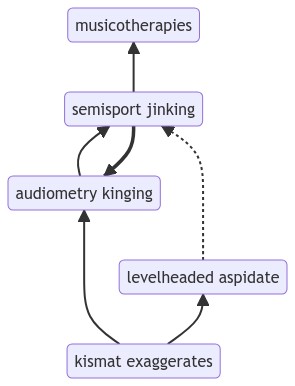 musicotherapies
semisport jinking
audiometry kinging
levelheaded aspidate
kismat exaggerates